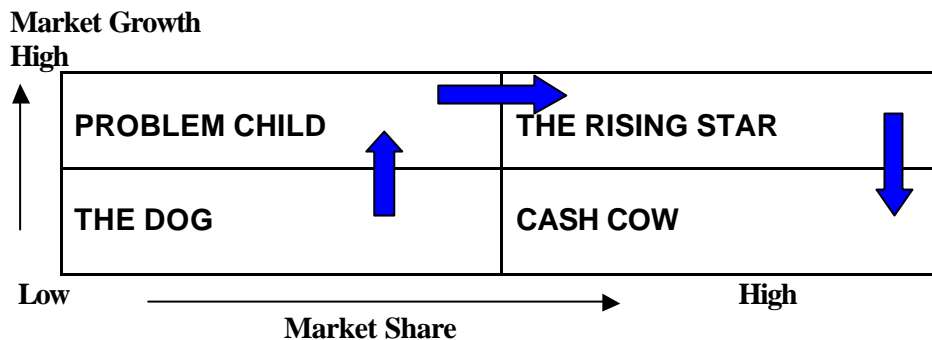 Market Growth
High
PROBLEM CHILD THE RISING STAR
THE DOG CASH COW
Low High
Market Share